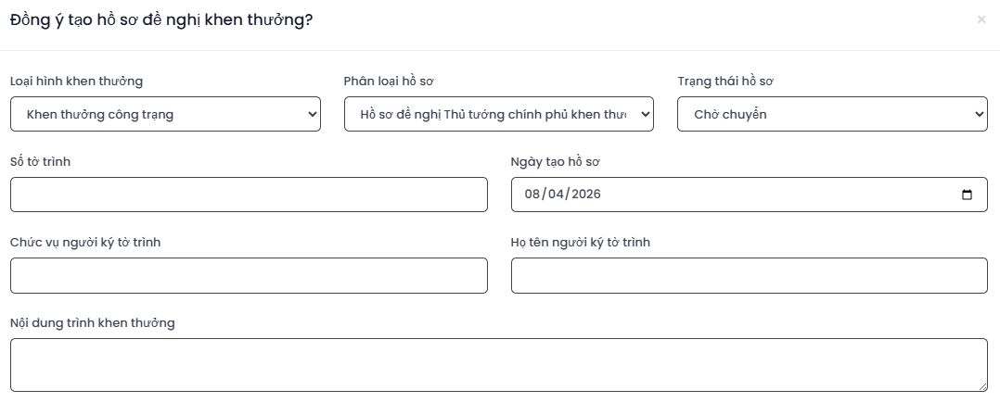 Đồng ý tạo hồ sơ đề nghị khen thưởng?
×
Loại hình khen thưởng
Phân loại hồ sơ
Trạng thái hồ sơ
Khen thưởng công trạng
Hồ sơ đề nghị Thủ tướng chính phủ khen
Chờ chuyển
Số tờ trình
Ngày tạo hồ sơ
08/04/2026
Chức vụ người ký tờ trình
Họ tên người ký tờ trình
Nội dung trình khen thưởng